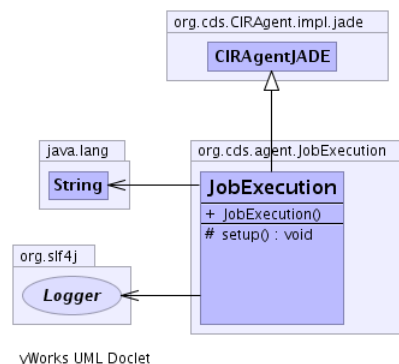 org.cds.CIRAgent.impl.jade
CIRAgentJADE
java.lang
String
org.cds.agent.JobExecution
JobExecution
+ JobExecution()
# setup() : void
org.slf4j
Logger
yWorks UML Doclet